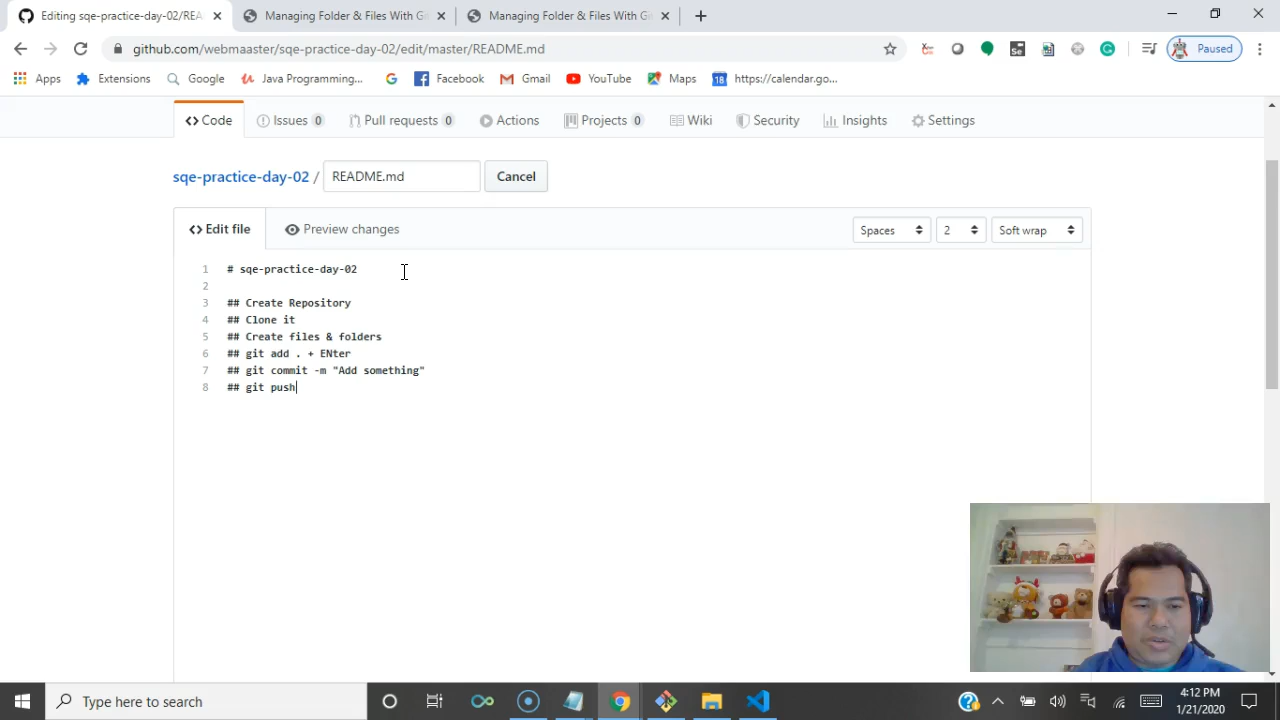 Editing sqe-practice-day-02/REA
Managing Folder & Files With Git
Managing Folder & Files With Git
github.com/webmaaster/sqe-practice-day-02/edit/master/README.md
Paused
Apps
Extensions
Google
Java Programming...
Facebook
Gmail
YouTube
Maps
https://calendar.go...
Code
Issues 0
Pull requests 0
Actions
Projects 0
Wiki
Security
Insights
Settings
sqe-practice-day-02 / README.md Cancel
<> Edit file
Preview changes
Spaces
2
Soft wrap
1 # sqe-practice-day-02
2
3 ## Create Repository
4 ## Clone it
5 ## Create files & folders
6 ## git add . + ENter
7 ## git commit -m "Add something"
8 ## git push
Type here to search
4:12 PM
1/21/2020